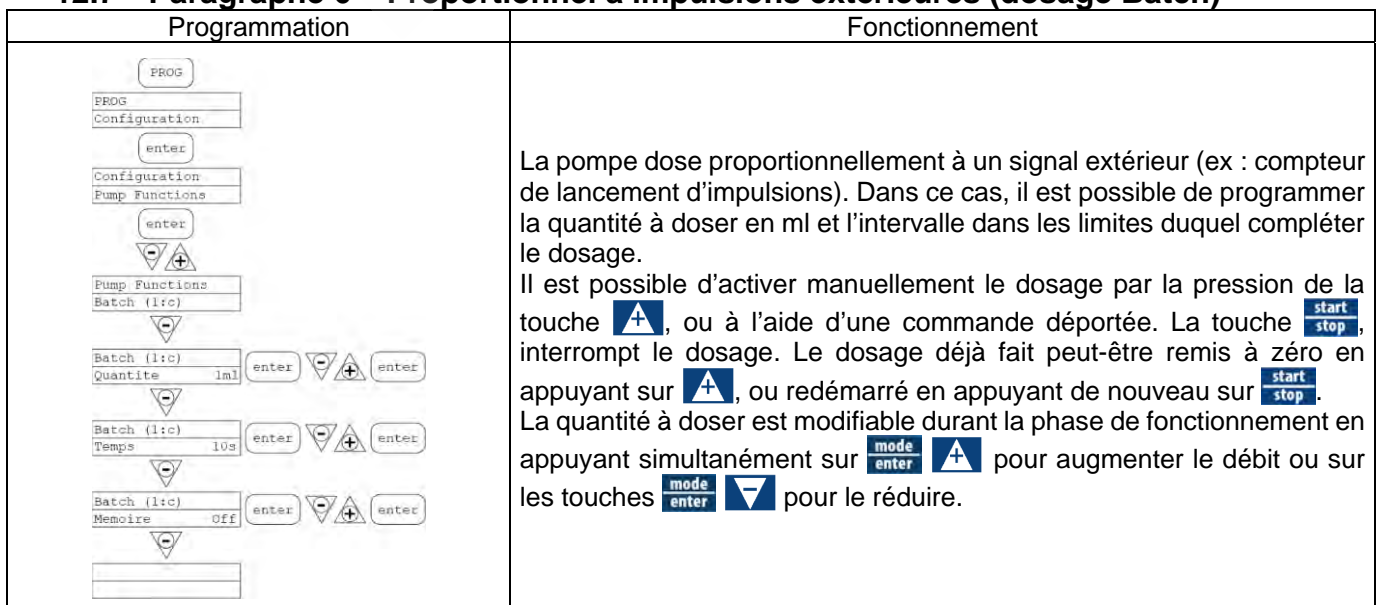 Paragraphe Proportionnel à impulsions extérieures (dosage Batch)
Programmation
Fonctionnement
PROG
PROG
Configuration
enter
Configuration
Pump Functions
enter
Pump Functions
Batch (1:c)
Batch (1:c)
Quantite 1ml enter enter
Batch (1:c)
Temps 10s enter enter
Batch (1:c)
Memoire Off enter enter
La pompe dose proportionnellement à un signal extérieur (ex : compteur
de lancement d’impulsions). Dans ce cas, il est possible de programmer
la quantité à doser en ml et l’intervalle dans les limites duquel compléter
le dosage.
Il est possible d’activer manuellement le dosage par la pression de la
touche +, ou à l’aide d’une commande déportée. La touche start stop,
interrompt le dosage. Le dosage déjà fait peut-être remis à zéro en
appuyant sur +, ou redémarré en appuyant de nouveau sur start stop.
La quantité à doser est modifiable durant la phase de fonctionnement en
appuyant simultanément sur mode enter + pour augmenter le débit ou sur
les touches mode enter − pour le réduire.